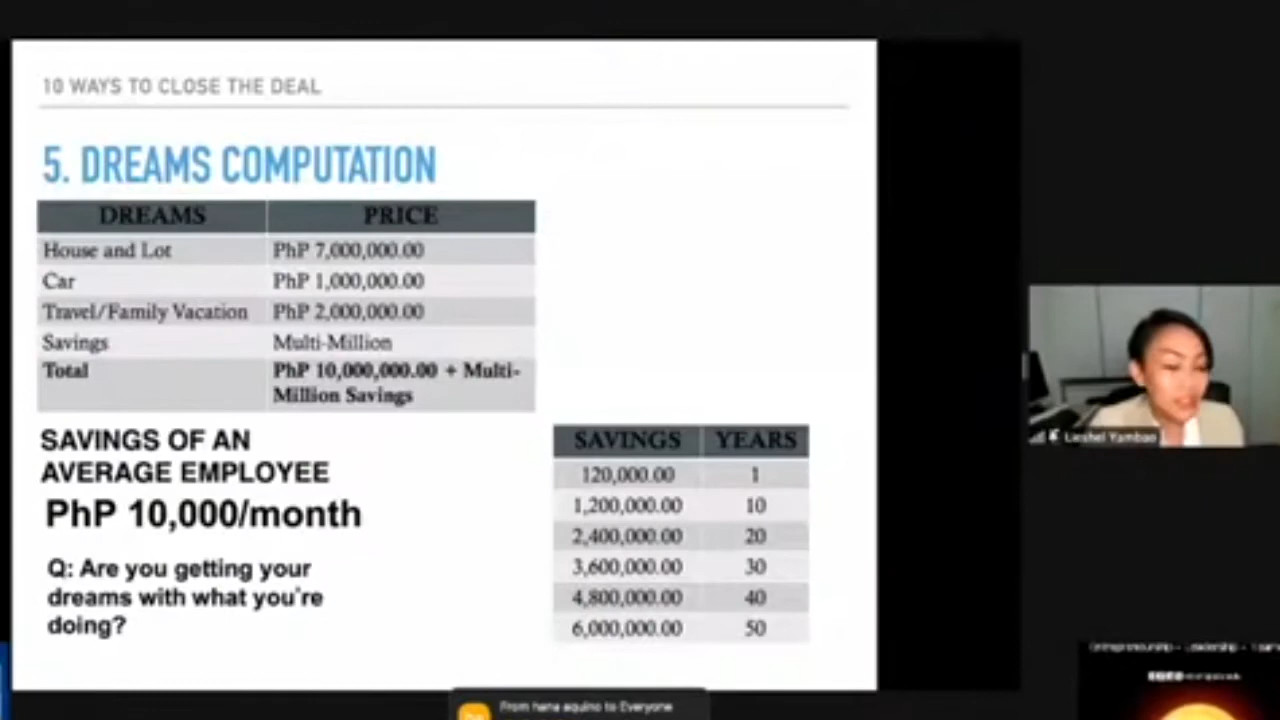 10 WAYS TO CLOSE THE DEAL
5. DREAMS COMPUTATION
DREAMS PRICE
House and Lot PhP 7,000,000.00
Car PhP 1,000,000.00
Travel/Family Vacation PhP 2,000,000.00
Savings Multi-Million
Total PhP 10,000,000.00 + Multi-
Million Savings
SAVINGS OF AN
AVERAGE EMPLOYEE
PhP 10,000/month
Q: Are you getting your
dreams with what you're
doing?
SAVINGS YEARS
120,000.00 1
1,200,000.00 10
2,400,000.00 20
3,600,000.00 30
4,800,000.00 40
6,000,000.00 50
Yambao
From hana aquino to Everyone